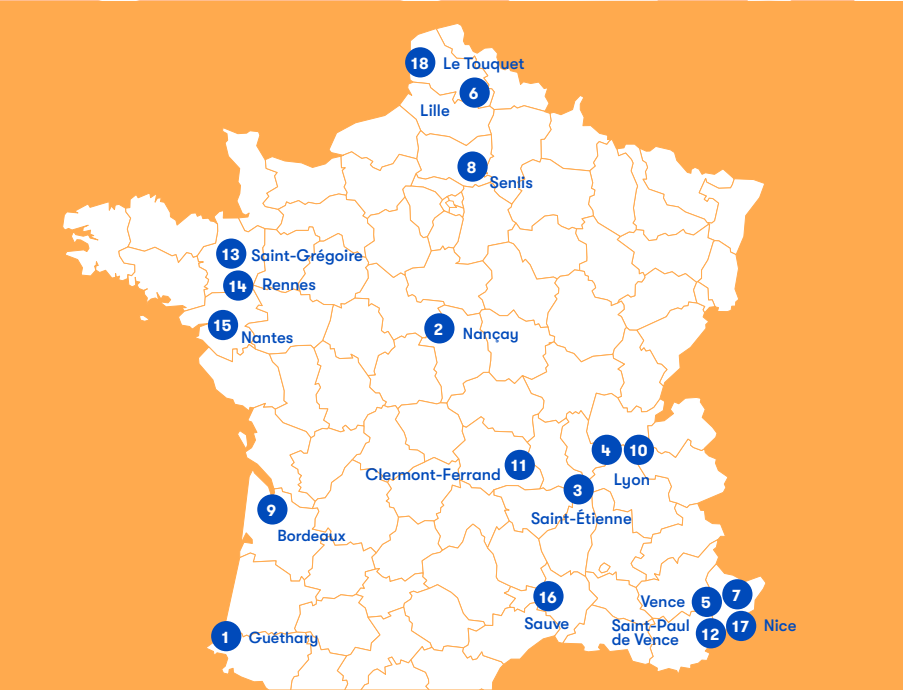 18 Le Touquet
6
Lille
8
Senlis
13 Saint-Grégoire
14 Rennes
15
Nantes
2 Nançay
4 10
Lyon
11
Clermont-Ferrand
3
Saint-Étienne
9
Bordeaux
16
Sauve
Vence 5 7
Saint-Paul
de Vence 12
17 Nice
1 Guéthary